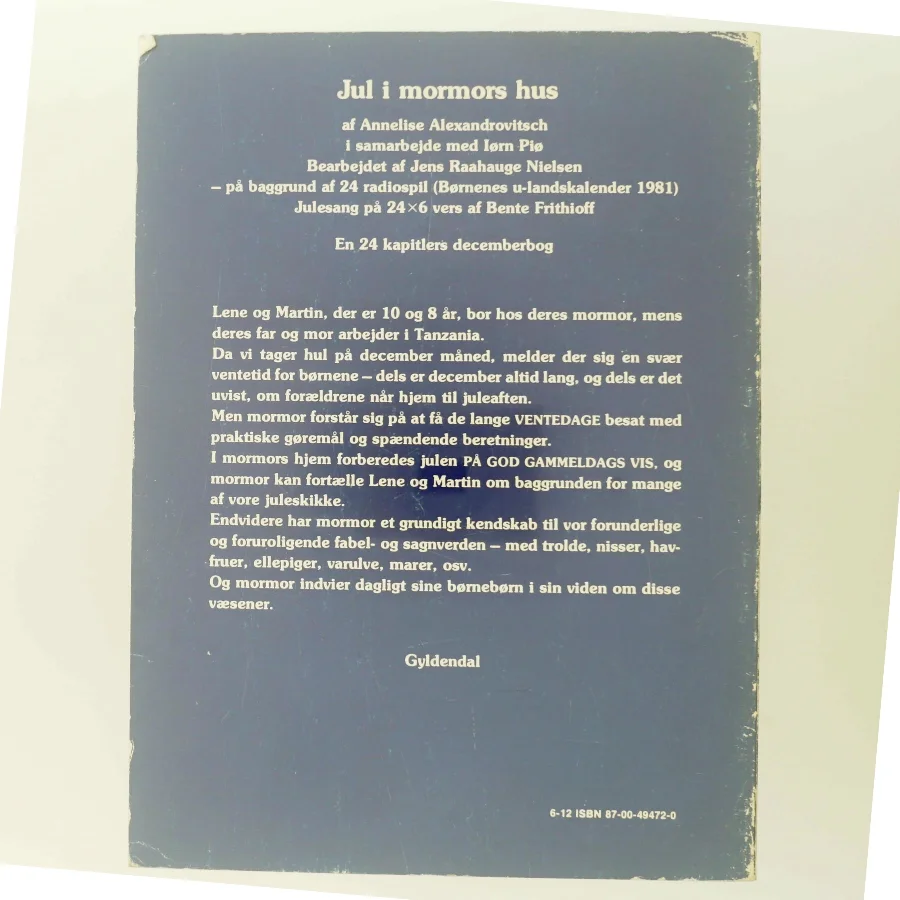 Jul i mormors hus
af Annelise Alexandrovitsch
i samarbejde med Iørn Piø
Bearbejdet af Jens Raahauge Nielsen
– på baggrund af 24 radiospil (Børnenes u-landskalender 1981)
Julesang på 24×6 vers af Bente Frithioff
En 24 kapitlers decemberbog
Lene og Martin, der er 10 og 8 år, bor hos deres mormor, mens
deres far og mor arbejder i Tanzania.
Da vi tager hul på december måned, melder der sig en svær
ventetid for børnene – dels er december altid lang, og dels er det
uvist, om forældrene når hjem til juleaften.
Men mormor forstår sig på at få de lange VENTEDAGE besat med
praktiske gøremål og spændende beretninger.
I mormors hjem forberedes julen PÅ GOD GAMMELDAGS VIS, og
mormor kan fortælle Lene og Martin om baggrunden for mange
af vore juleskikke.
Endvidere har mormor et grundigt kendskab til vor forunderlige
og foruroligende fabel- og sagnverden – med trolde, nisser, hav-
fruer, ellepiger, varulve, marer, osv.
Og mormor indvier dagligt sine børnebørn i sin viden om disse
væsener.
Gyldendal
6-12 ISBN 87-00-49472-0